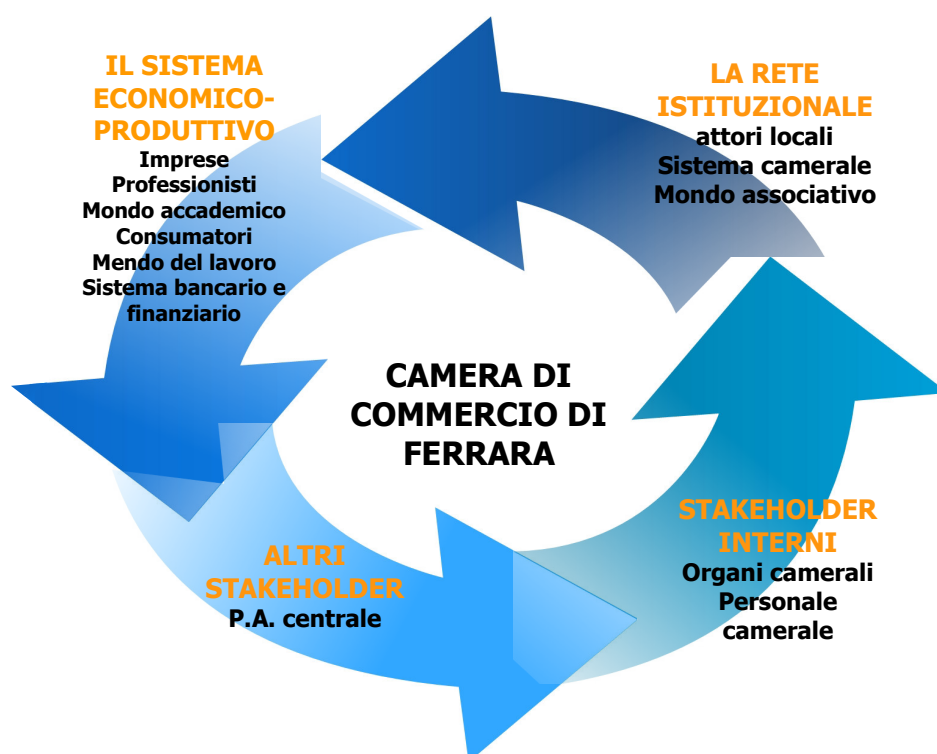 IL SISTEMA
ECONOMICO-
PRODUTTIVO
Imprese
Professionisti
Mondo accademico
Consumatori
Mendo del lavoro
Sistema bancario e
finanziario
LA RETE
ISTITUZIONALE
attori locali
Sistema camerale
Mondo associativo
CAMERA DI
COMMERCIO DI
FERRARA
ALTRI
STAKEHOLDER
P.A. centrale
STAKEHOLDER
INTERNI
Organi camerali
Personale
camerale